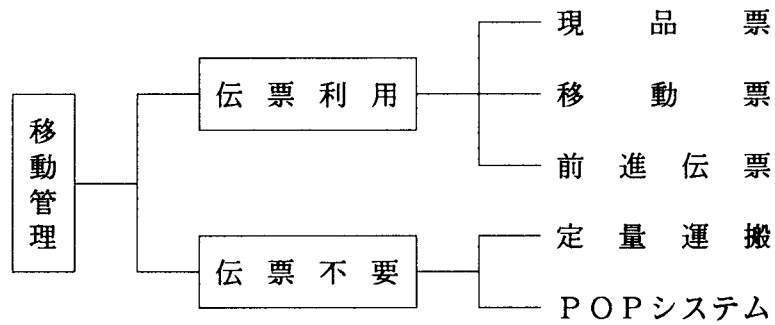 移動管理
伝票利用
現品票
移動票
前進伝票
伝票不要
定量運搬
POPシステム